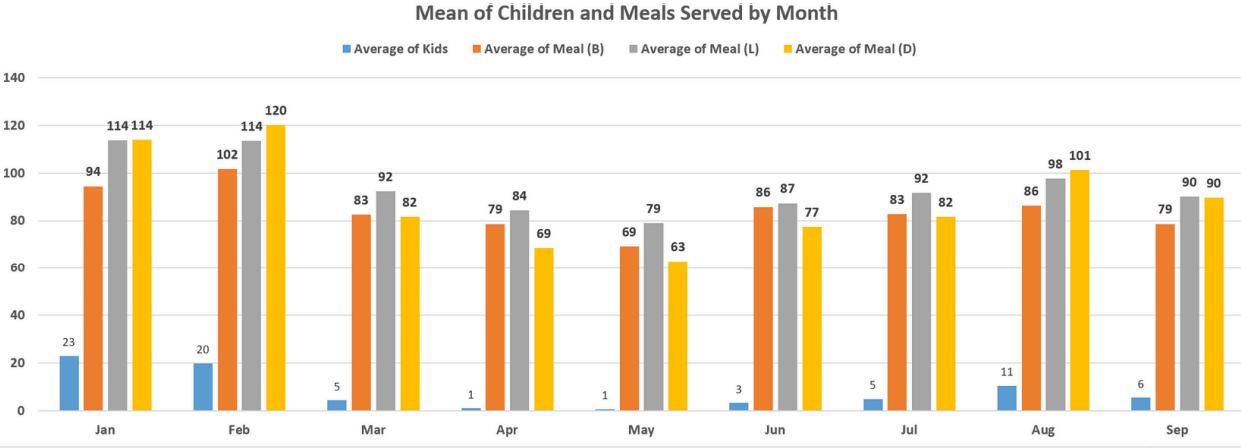 Mean of Children and Meals Served by Month
Average of Kids Average of Meal (B) Average of Meal (L) Average of Meal (D)
140
120
100
80
60
40
20
0
23 94 114 114
20 102 114 120
5 83 92 82
1 79 84 69
1 69 79 63
3 86 87 77
5 83 92 82
11 86 98 101
6 79 90 90
Jan Feb Mar Apr May Jun Jul Aug Sep